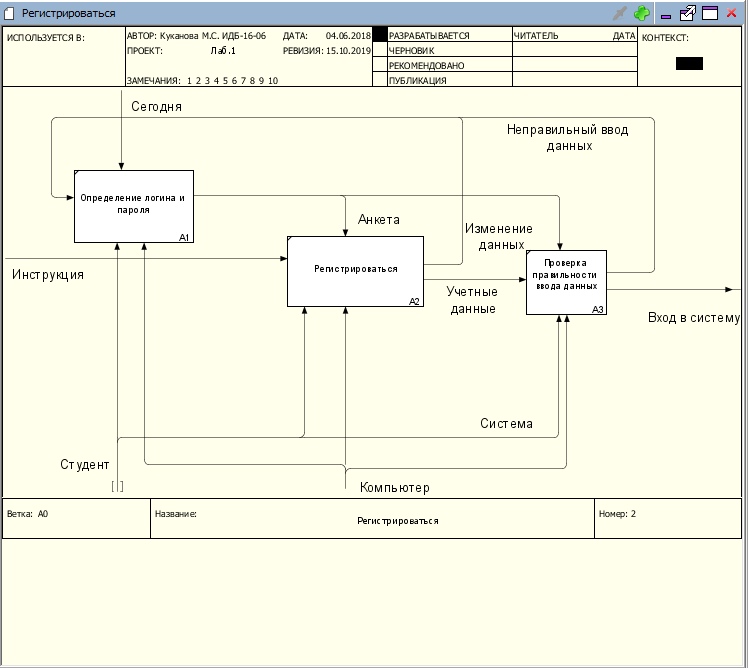 Регистрироваться
ИСПОЛЬЗУЕТСЯ В:
АВТОР: Куканова М.С. ИДБ-16-06
ДАТА: 04.06.2018
ПРОЕКТ: Лаб.1
РЕВИЗИЯ: 15.10.2019
ЗАМЕЧАНИЯ: 1 2 3 4 5 6 7 8 9 10
РАЗРАБАТЫВАЕТСЯ
ЧЕРНОВИК
РЕКОМЕНДОВАНО
ПУБЛИКАЦИЯ
ЧИТАТЕЛЬ ДАТА
КОНТЕКСТ:
Сегодня
Неправильный ввод
данных
Определение логина и
пароля
A1
Анкета
Изменение
данных
Инструкция
Регистрироваться
A2
Проверка
правильности
ввода данных
A3
Учетные
данные
Вход в систему
Система
Студент
Компьютер
Ветка: A0
Название:
Регистрироваться
Номер: 2